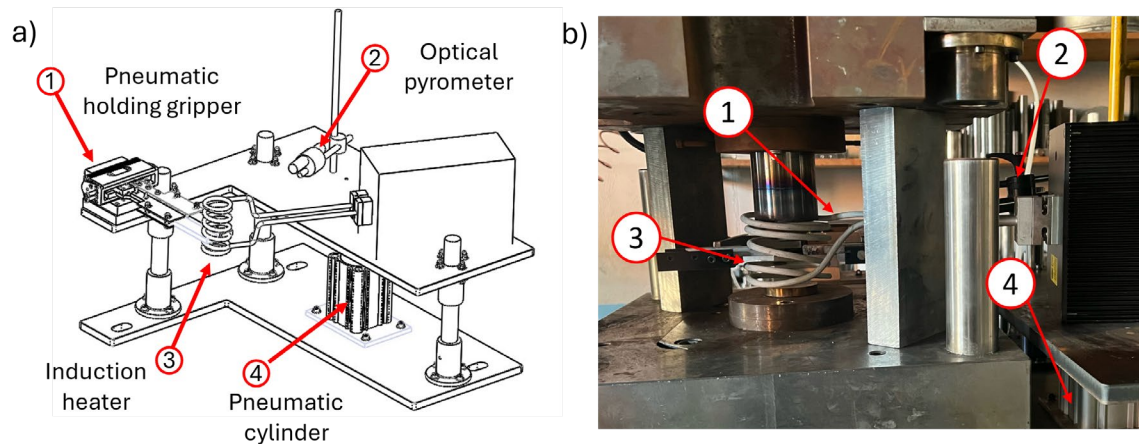 a)
1
Pneumatic
holding gripper
2
Optical
pyrometer
3
Induction
heater
4
Pneumatic
cylinder
b)
1
2
3
4